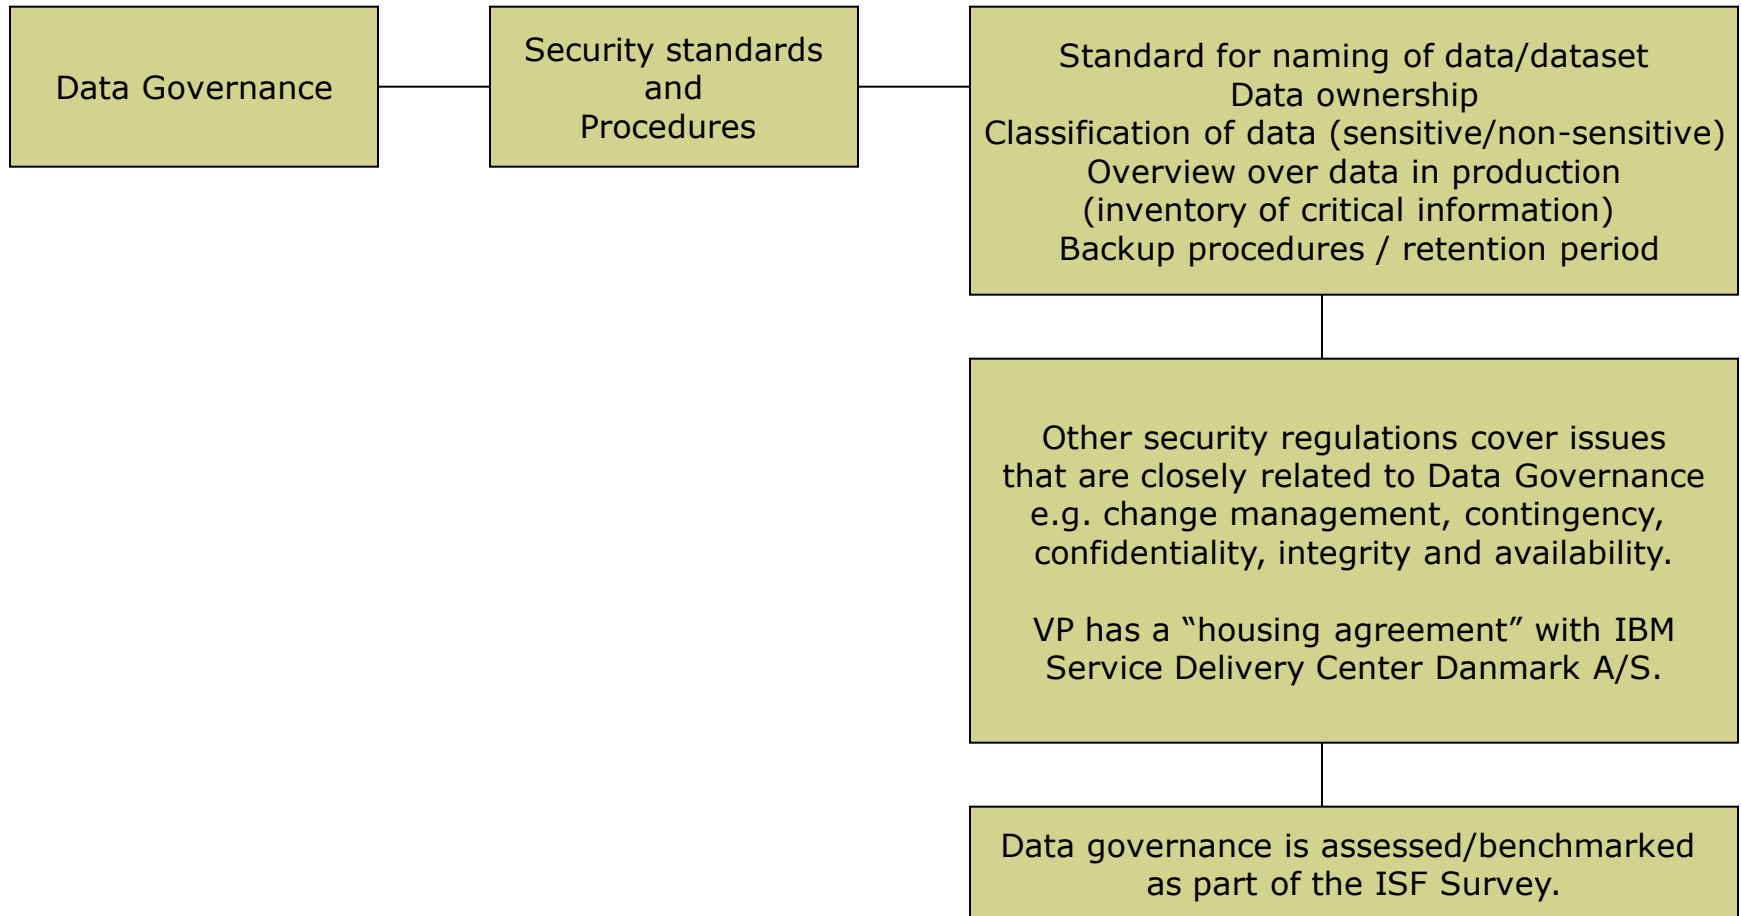 Data Governance
Security standards
and
Procedures
Standard for naming of data/dataset
Data ownership
Classification of data (sensitive/non-sensitive)
Overview over data in production
(inventory of critical information)
Backup procedures / retention period
Other security regulations cover issues
that are closely related to Data Governance
e.g. change management, contingency,
confidentiality, integrity and availability.
VP has a “housing agreement” with IBM
Service Delivery Center Danmark A/S.
Data governance is assessed/benchmarked
as part of the ISF Survey.